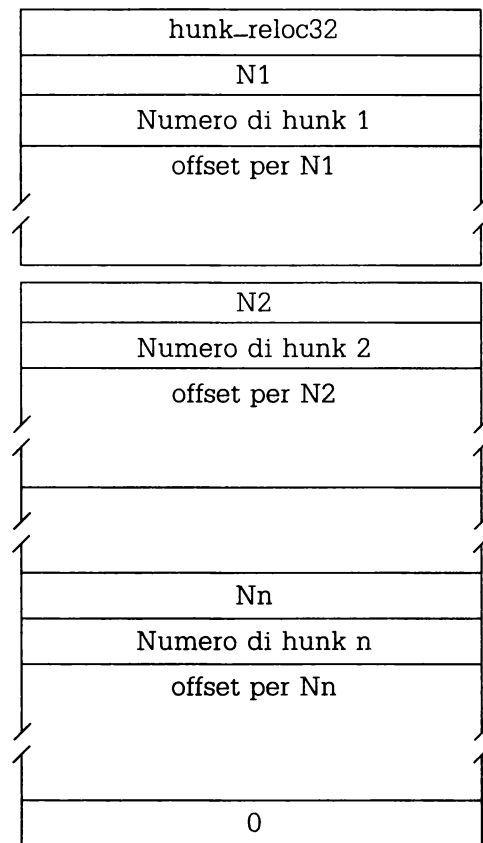 hunk_reloc32
N1
Numero di hunk 1
offset per N1
N2
Numero di hunk 2
offset per N2
Nn
Numero di hunk n
offset per Nn
0